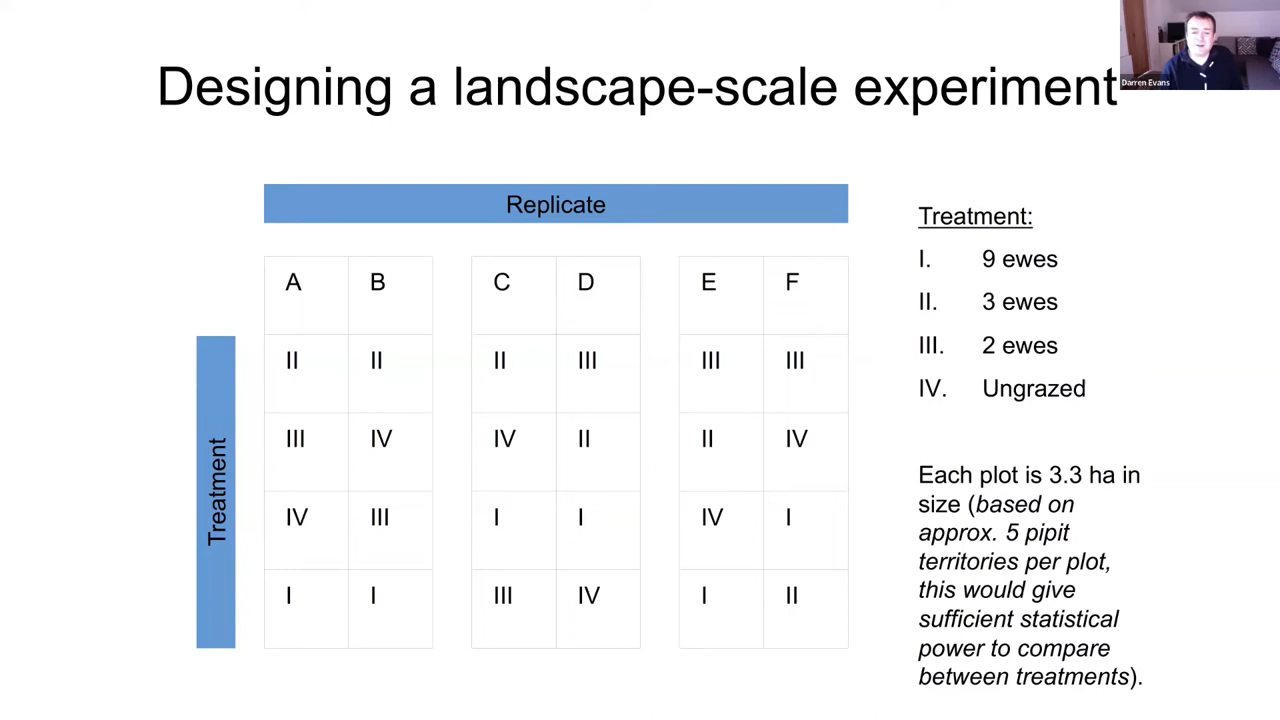 Designing a landscape-scale experiment
Darren Evans
Replicate
A B C D E F
II II II III III III
III IV IV II II IV
IV III I I IV I
I I III IV I II
Treatment
Treatment:
I. 9 ewes
II. 3 ewes
III. 2 ewes
IV. Ungrazed
Each plot is 3.3 ha in
size (based on
approx. 5 pipit
territories per plot,
this would give
sufficient statistical
power to compare
between treatments).